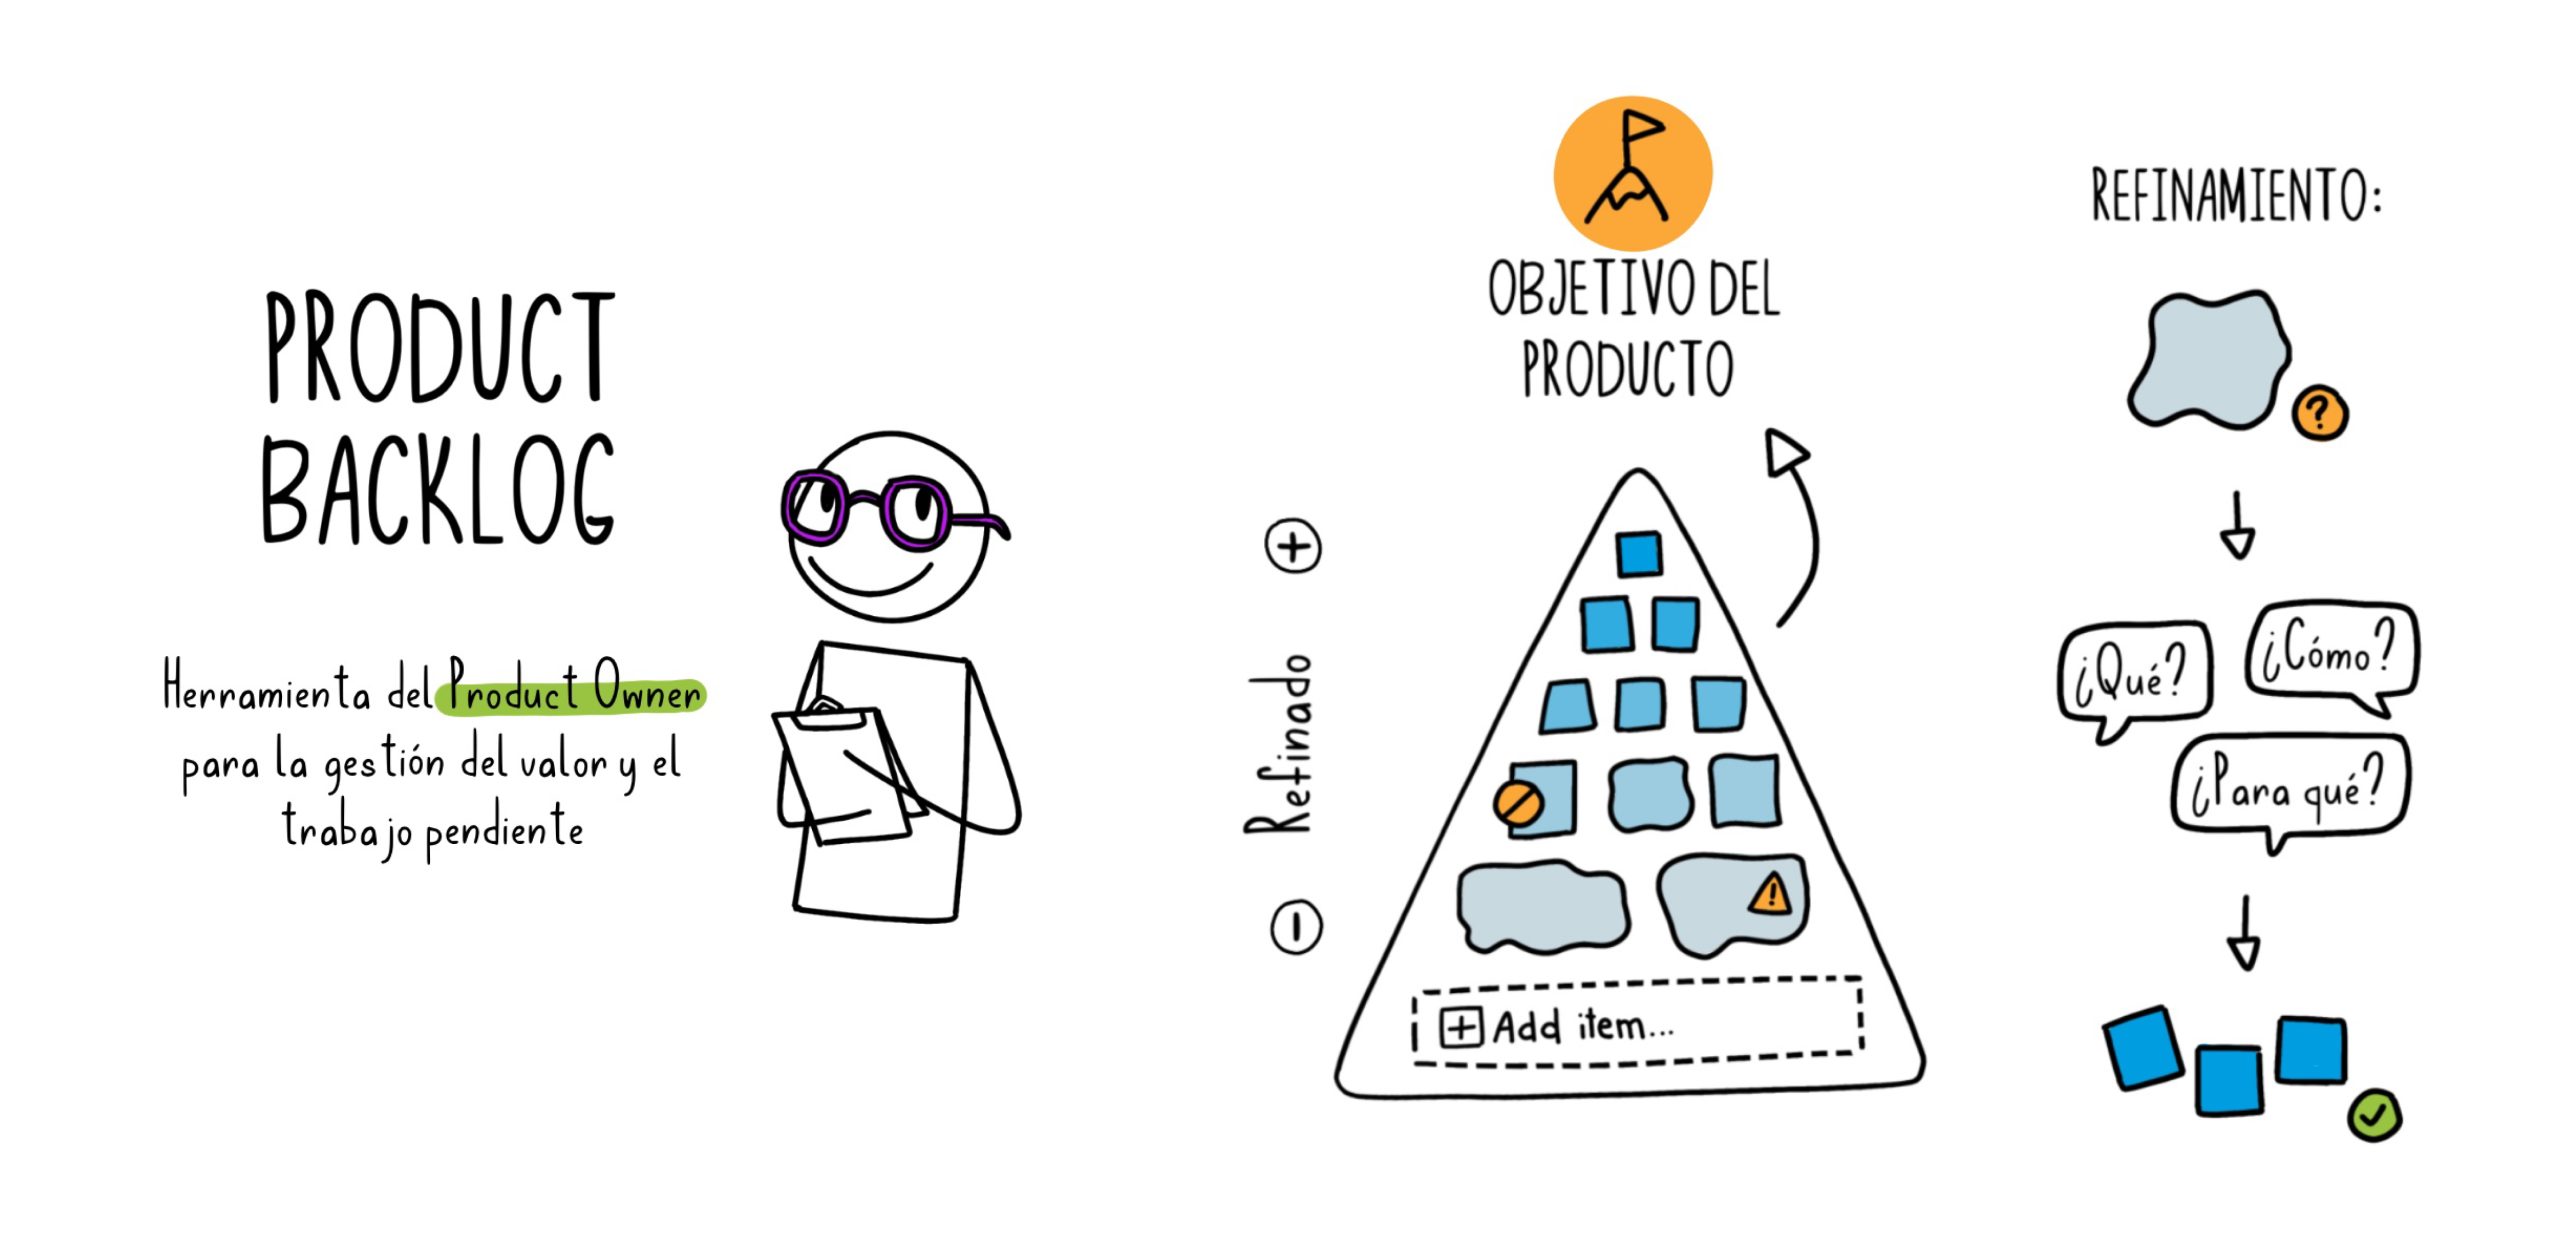 PRODUCT
BACKLOG
Herramienta del Product Owner
para la gestión del valor y el
trabajo pendiente
OBJETIVO DEL
PRODUCTO
Refinado
Add item...
REFINAMIENTO:
¿Qué?
¿Cómo?
¿Para qué?